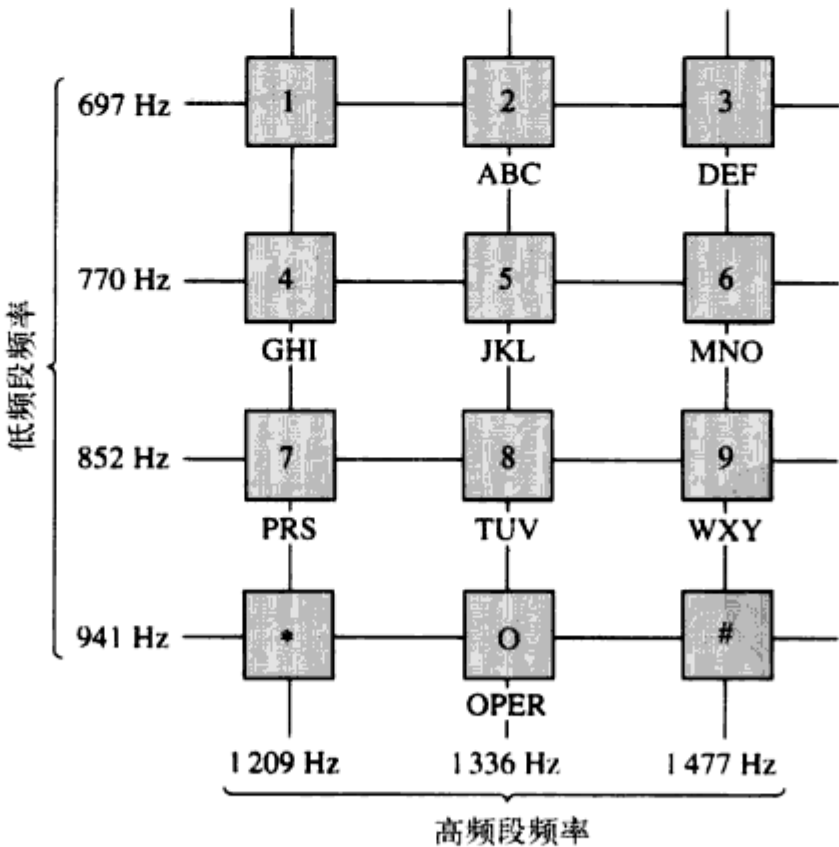 697 Hz 1 2 3
ABC DEF
770 Hz 4 5 6
GHI JKL MNO
低频段频率
852 Hz 7 8 9
PRS TUV WXY
941 Hz * O #
OPER
1 209 Hz 1 336 Hz 1 477 Hz
高频段频率